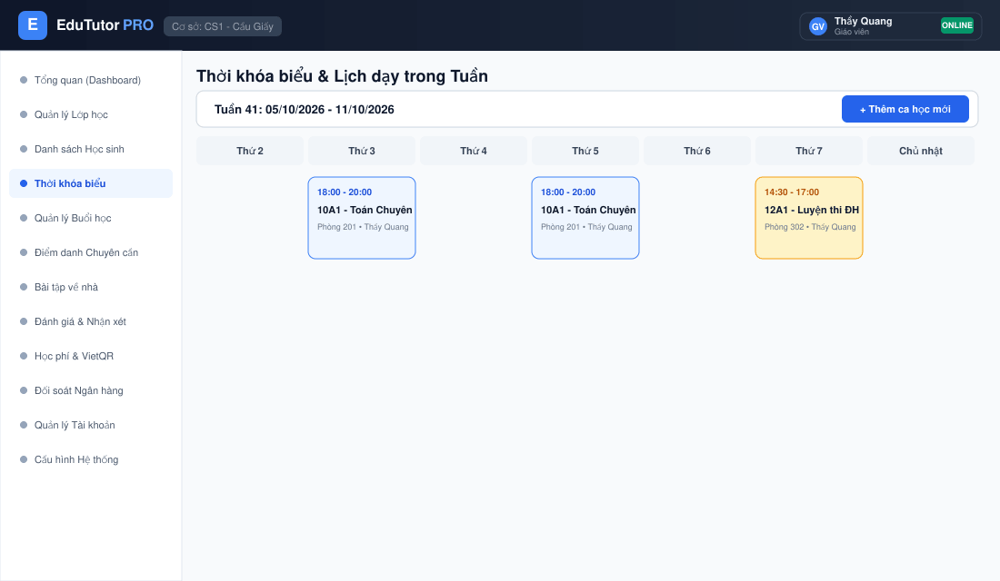 E EduTutor PRO Cơ sở: CS1 - Cầu Giấy
GV Thầy Quang
Giáo viên
ONLINE
Tổng quan (Dashboard)
Quản lý Lớp học
Danh sách Học sinh
Thời khóa biểu
Quản lý Buổi học
Điểm danh Chuyên cần
Bài tập về nhà
Đánh giá & Nhận xét
Học phí & VietQR
Đối soát Ngân hàng
Quản lý Tài khoản
Cấu hình Hệ thống
Thời khóa biểu & Lịch dạy trong Tuần
Tuần 41: 05/10/2026 - 11/10/2026
+ Thêm ca học mới
Thứ 2 Thứ 3 Thứ 4 Thứ 5 Thứ 6 Thứ 7 Chủ nhật
18:00 - 20:00
10A1 - Toán Chuyên
Phòng 201 • Thầy Quang
18:00 - 20:00
10A1 - Toán Chuyên
Phòng 201 • Thầy Quang
14:30 - 17:00
12A1 - Luyện thi ĐH
Phòng 302 • Thầy Quang